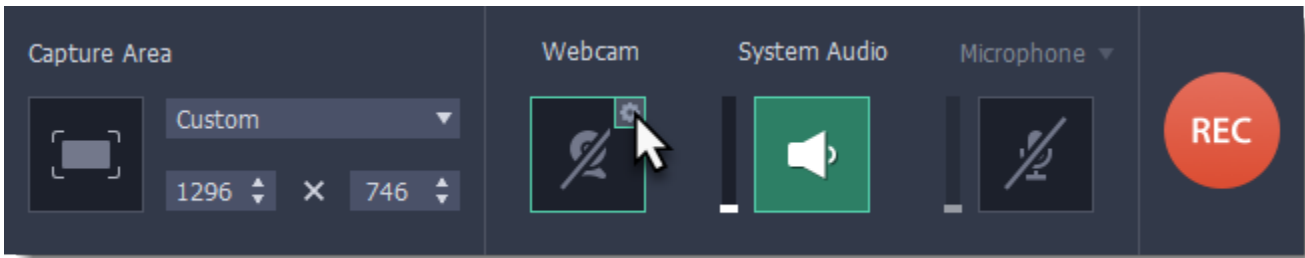 Capture Area
Custom
1296 × 746
Webcam
System Audio
Microphone
REC